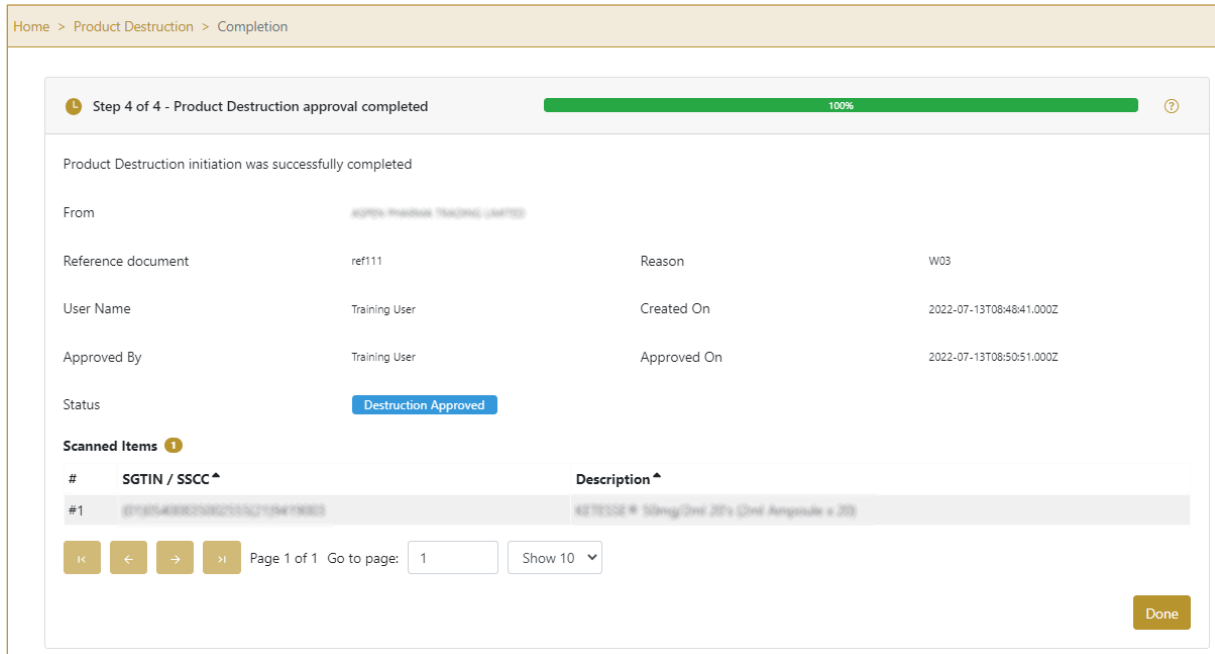 Home > Product Destruction > Completion
Step 4 of 4 - Product Destruction approval completed 100%
Product Destruction initiation was successfully completed
From
Reference document ref111 Reason W03
User Name Training User Created On 2022-07-13T08:48:41.000Z
Approved By Training User Approved On 2022-07-13T08:50:51.000Z
Status Destruction Approved
Scanned Items 1
# SGTIN / SSCC Description
#1
Page 1 of 1 Go to page: 1 Show 10
Done